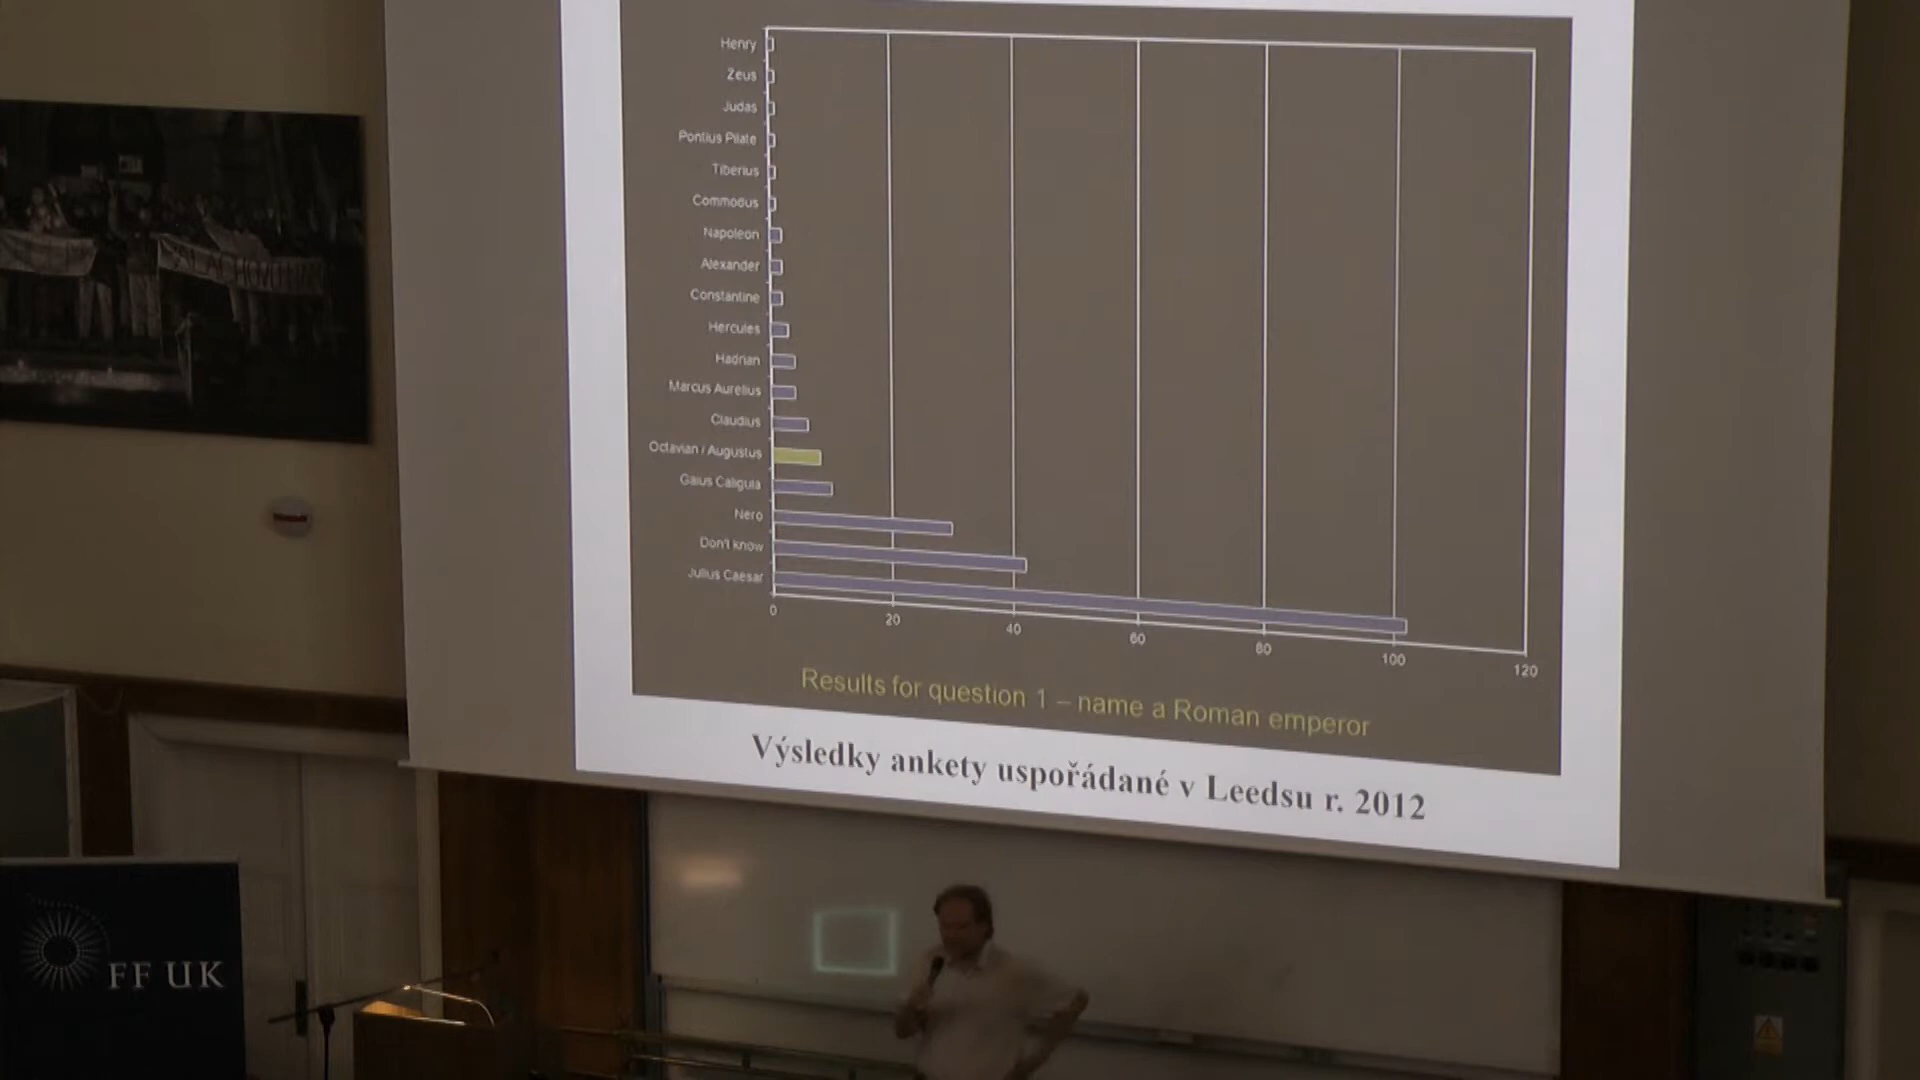 Henry
Zeus
Judas
Pontius Pilate
Tiberius
Commodus
Napoleon
Alexander
Constantine
Hercules
Hadrian
Marcus Aurelius
Claudius
Octavian / Augustus
Gaius Caligula
Nero
Don't know
Julius Caesar
0 20 40 60 80 100 120
Results for question 1 – name a Roman emperor
Výsledky ankety uspořádané v Leedsu r. 2012
FF UK